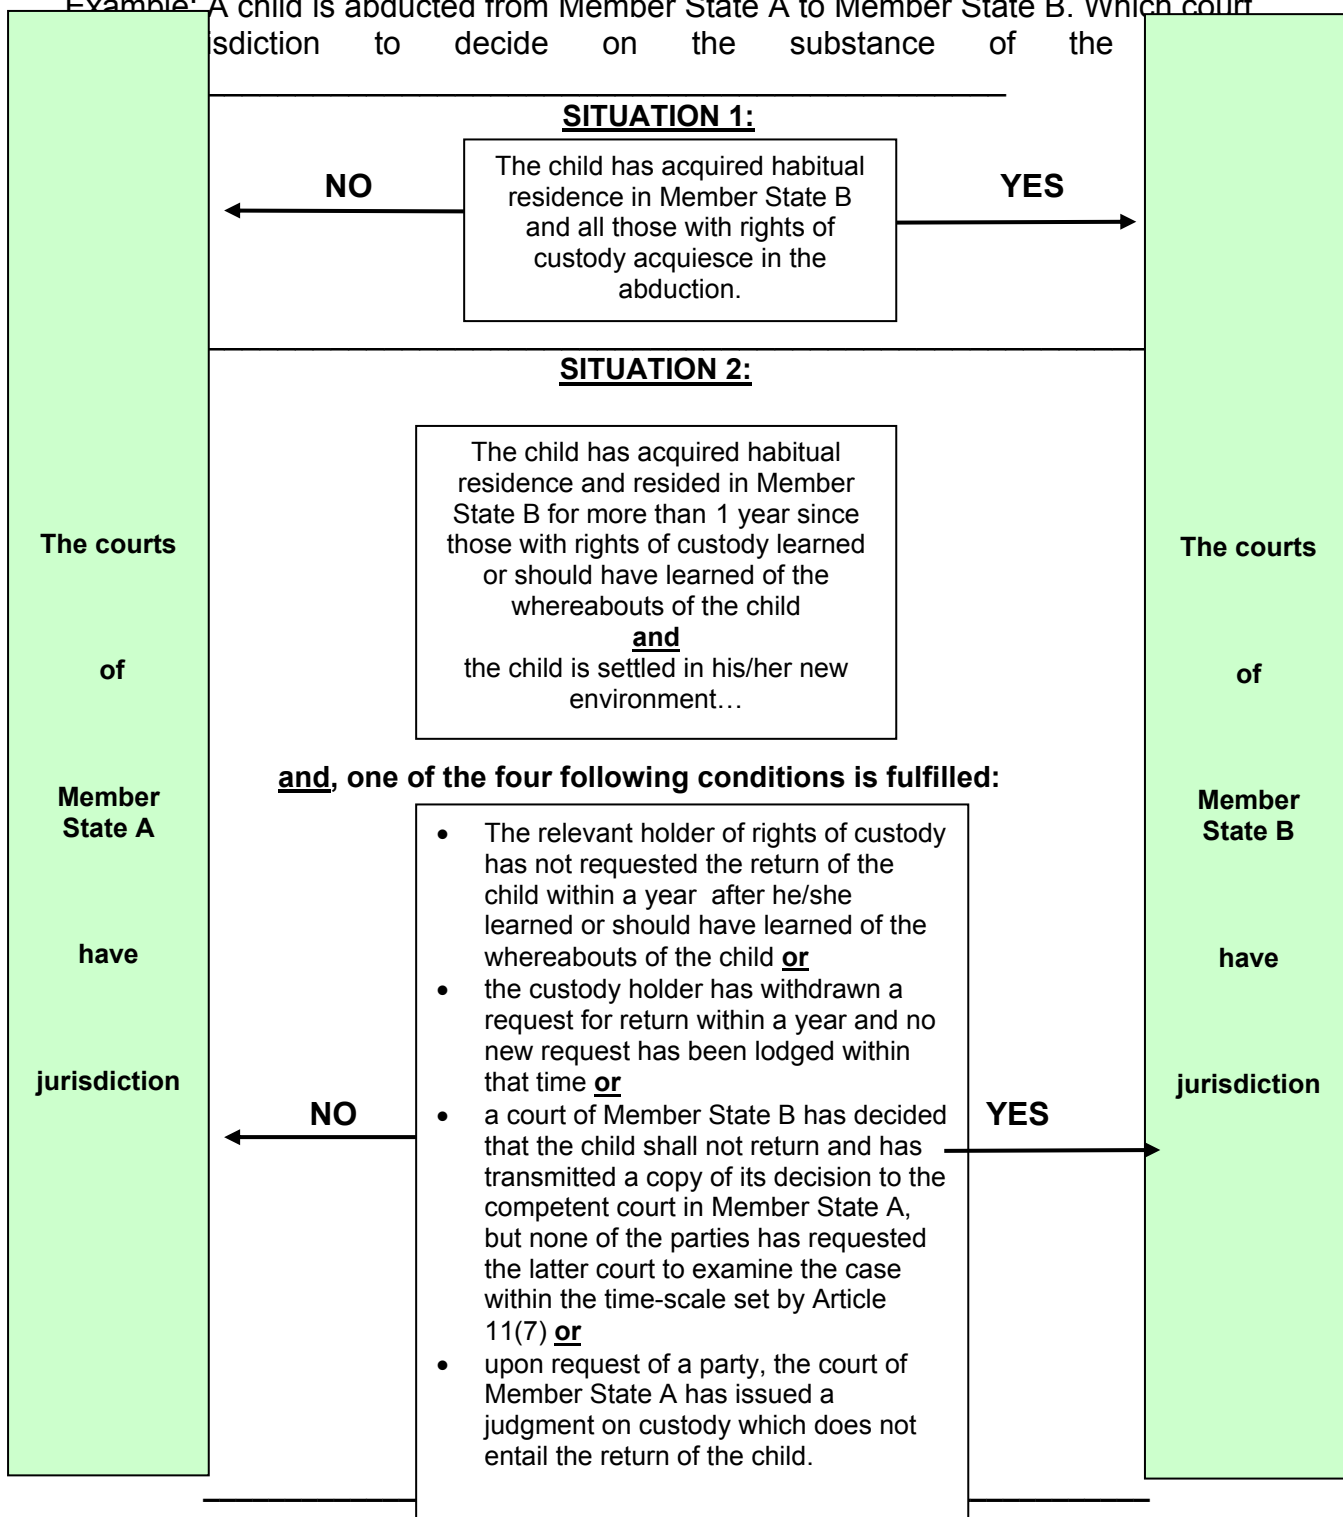 Example: A child is abducted from Member State A to Member State B. Which court
isdiction to decide on the substance of the
SITUATION 1:
NO
The child has acquired habitual
residence in Member State B
and all those with rights of
custody acquiesce in the
abduction.
YES
SITUATION 2:
The child has acquired habitual
residence and resided in Member
State B for more than 1 year since
those with rights of custody learned
or should have learned of the
whereabouts of the child
and
the child is settled in his/her new
environment…
and, one of the four following conditions is fulfilled:
• The relevant holder of rights of custody
has not requested the return of the
child within a year after he/she
learned or should have learned of the
whereabouts of the child or
• the custody holder has withdrawn a
request for return within a year and no
new request has been lodged within
that time or
• a court of Member State B has decided
that the child shall not return and has
transmitted a copy of its decision to the
competent court in Member State A,
but none of the parties has requested
the latter court to examine the case
within the time-scale set by Article
11(7) or
• upon request of a party, the court of
Member State A has issued a
judgment on custody which does not
entail the return of the child.
NO
YES
The courts
of
Member
State A
have
jurisdiction
The courts
of
Member
State B
have
jurisdiction